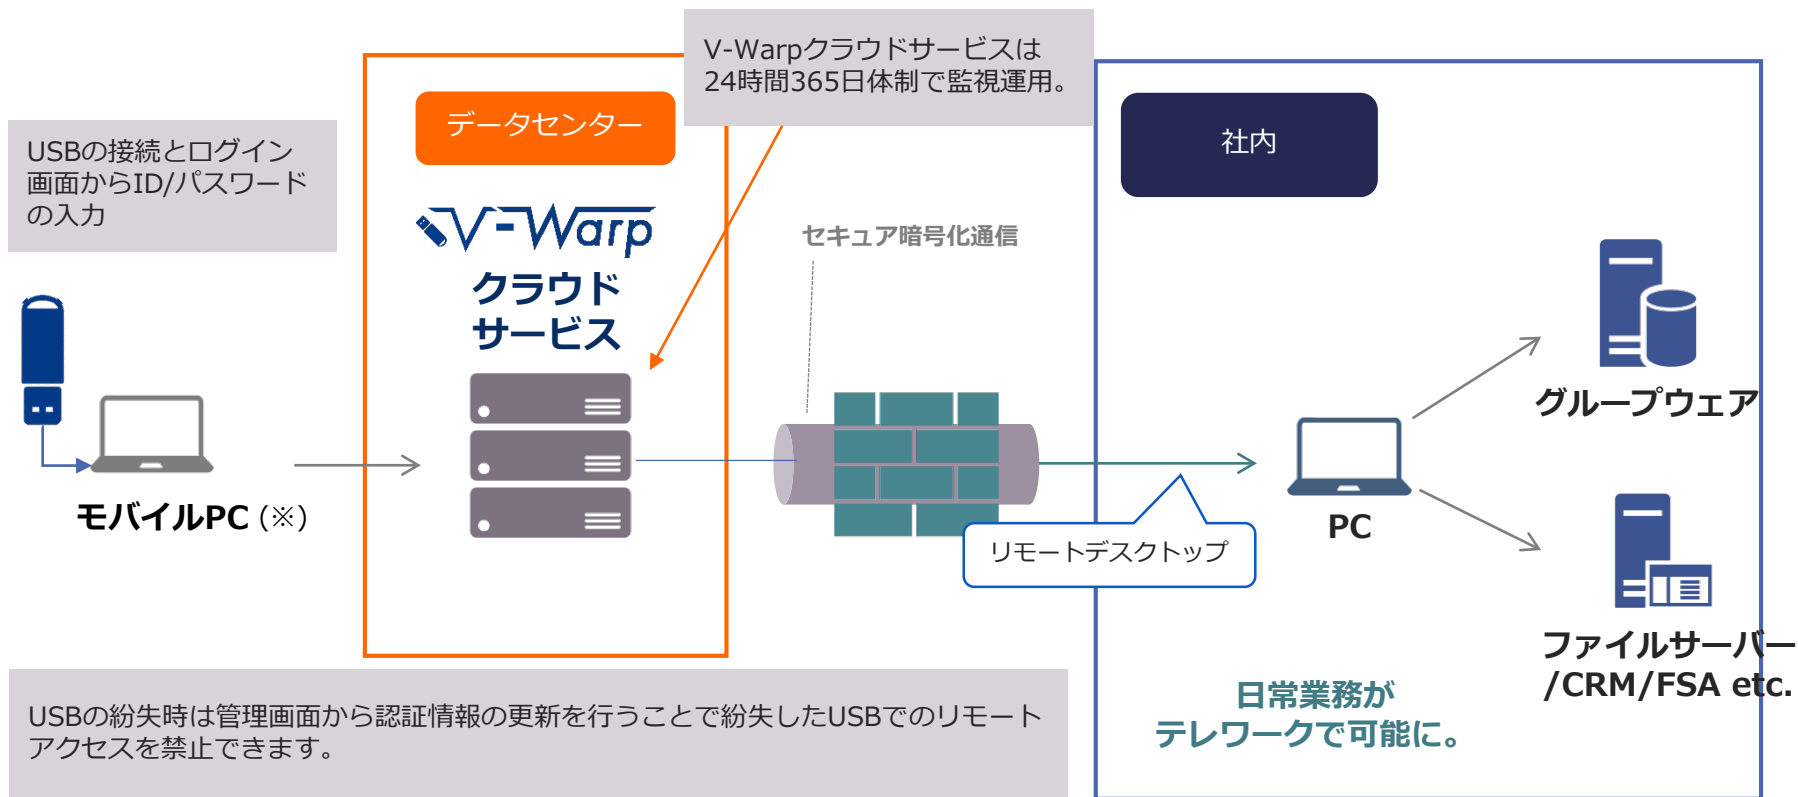 V-Warpクラウドサービスは
24時間365日体制で監視運用。
データセンター
社内
USBの接続とログイン
画面からID/パスワード
の入力
V-Warp
クラウド
サービス
セキュア暗号化通信
グループウェア
モバイルPC（※）
PC
リモートデスクトップ
ファイルサーバー
/CRM/FSA etc.
日常業務が
テレワークで可能に。
USBの紛失時は管理画面から認証情報の更新を行うことで紛失したUSBでのリモート
アクセスを禁止できます。